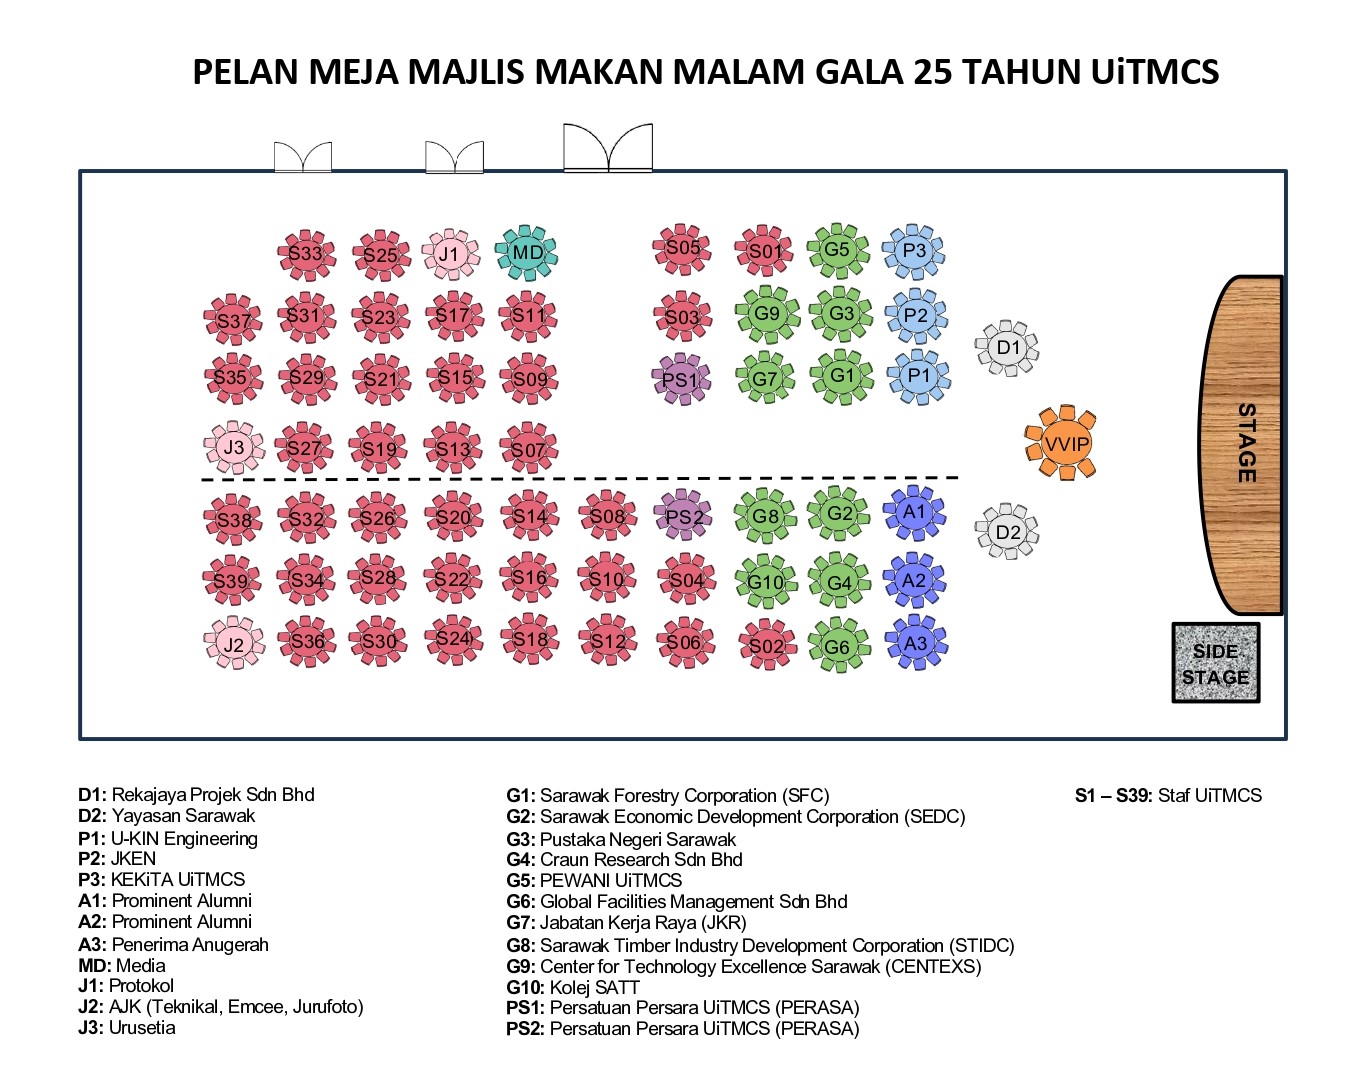 PELAN MEJA MAJLIS MAKAN MALAM GALA 25 TAHUN UiTMCS
S33 S25 J1 MD S05 S01 G5 P3
S37 S31 S23 S17 S11 S03 G9 G3 P2
D1
S35 S29 S21 S15 S09 PS1 G7 G1 P1
J3 S27 S19 S13 S07 VVIP
STAGE
S38 S32 S26 S20 S14 S08 PS2 G8 G2 A1
D2
S39 S34 S28 S22 S16 S10 S04 G10 G4 A2
J2 S36 S30 S24 S18 S12 S06 S02 G6 A3
SIDE
STAGE
D1: Rekajaya Projek Sdn Bhd
D2: Yayasan Sarawak
P1: U-KIN Engineering
P2: JKEN
P3: KEKiTA UiTMCS
A1: Prominent Alumni
A2: Prominent Alumni
A3: Penerima Anugerah
MD: Media
J1: Protokol
J2: AJK (Teknikal, Emcee, Jurufoto)
J3: Urusetia
G1: Sarawak Forestry Corporation (SFC)
G2: Sarawak Economic Development Corporation (SEDC)
G3: Pustaka Negeri Sarawak
G4: Craun Research Sdn Bhd
G5: PEWANI UiTMCS
G6: Global Facilities Management Sdn Bhd
G7: Jabatan Kerja Raya (JKR)
G8: Sarawak Timber Industry Development Corporation (STIDC)
G9: Center for Technology Excellence Sarawak (CENTEXS)
G10: Kolej SATT
PS1: Persatuan Persara UiTMCS (PERASA)
PS2: Persatuan Persara UiTMCS (PERASA)
S1 – S39: Staf UiTMCS